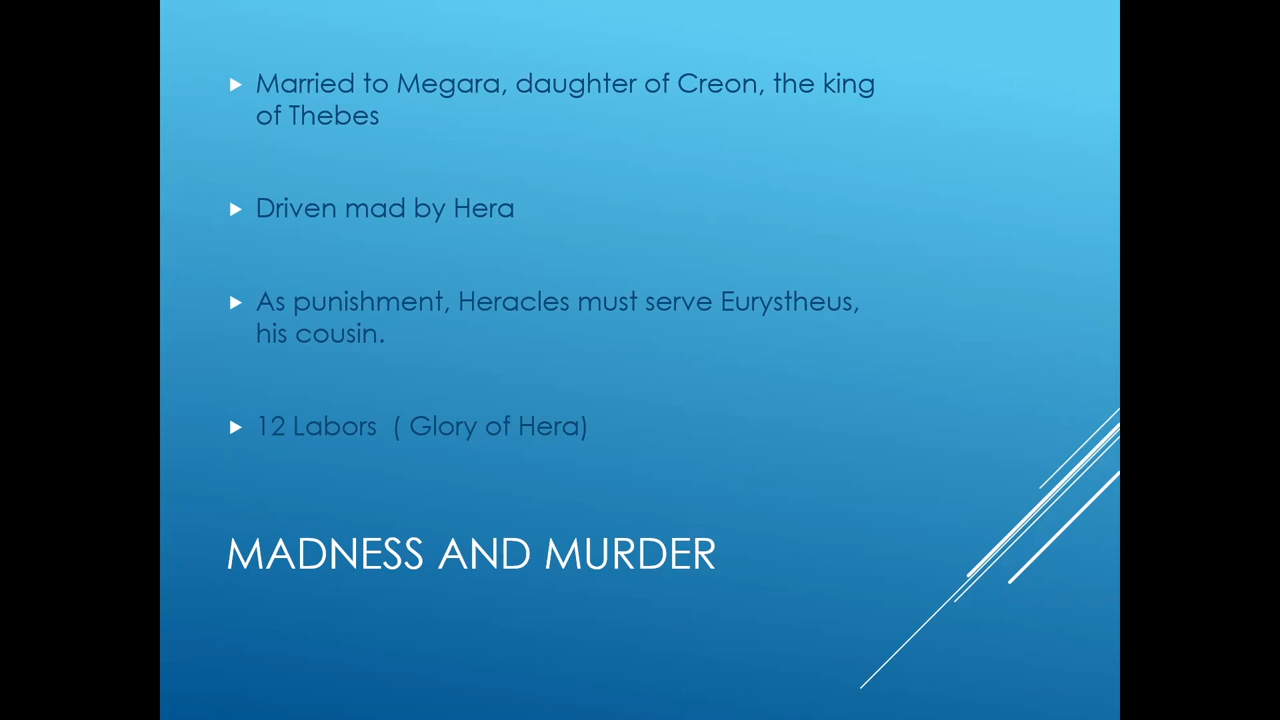 Married to Megara, daughter of Creon, the king
of Thebes
Driven mad by Hera
As punishment, Heracles must serve Eurystheus,
his cousin.
12 Labors  ( Glory of Hera)
MADNESS AND MURDER